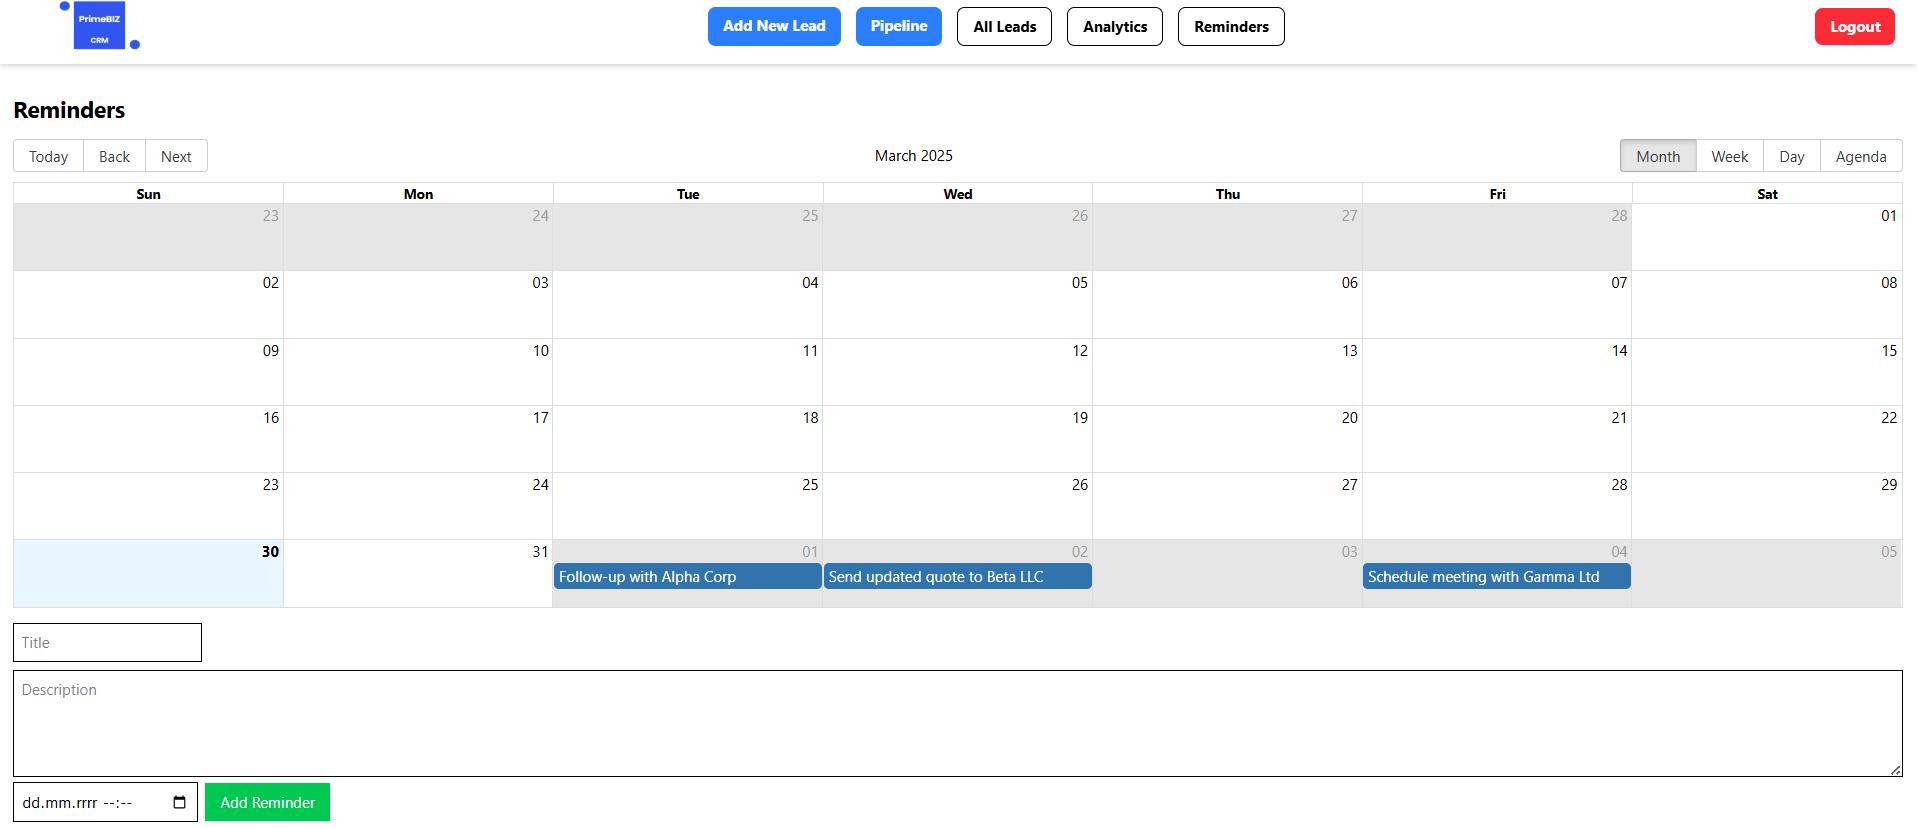 PrimeBIZ
CRM
Add New Lead Pipeline All Leads Analytics Reminders Logout
Reminders
Today Back Next March 2025 Month Week Day Agenda
Sun Mon Tue Wed Thu Fri Sat
23 24 25 26 27 28 01
02 03 04 05 06 07 08
09 10 11 12 13 14 15
16 17 18 19 20 21 22
23 24 25 26 27 28 29
30 31 01 02 03 04 05
Follow-up with Alpha Corp Send updated quote to Beta LLC Schedule meeting with Gamma Ltd
Title
Description
dd.mm.rrrr --:-- Add Reminder